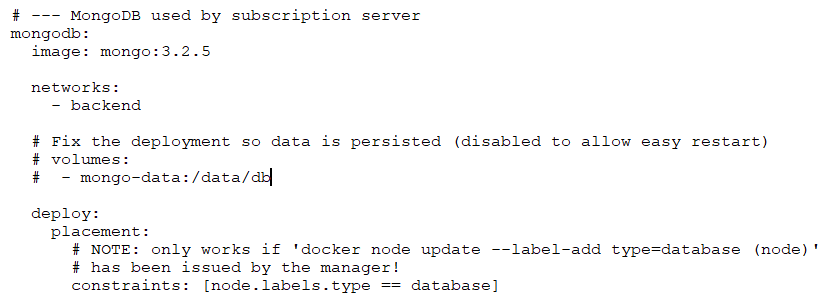 # --- MongoDB used by subscription server
mongodb:
  image: mongo:3.2.5

  networks:
    - backend

  # Fix the deployment so data is persisted (disabled to allow easy restart)
  # volumes:
  #  - mongo-data:/data/db

  deploy:
    placement:
      # NOTE: only works if 'docker node update --label-add type=database (node)'
      # has been issued by the manager!
      constraints: [node.labels.type == database]